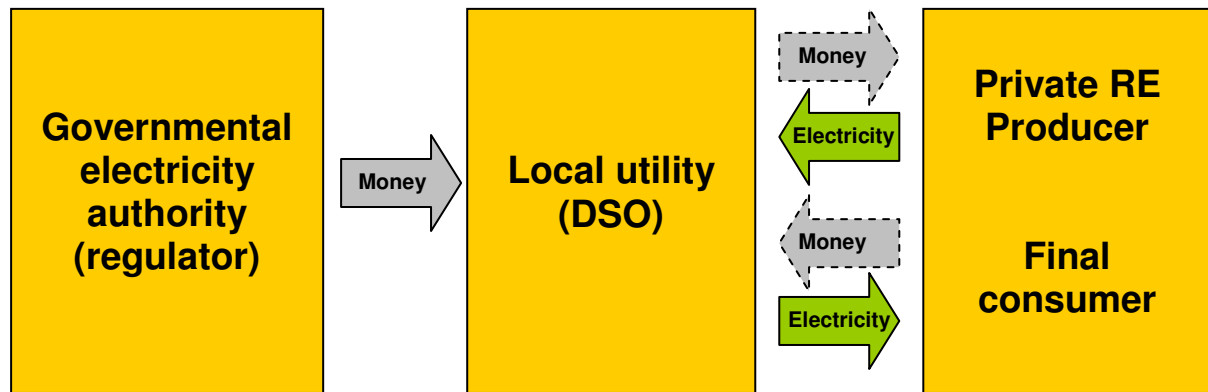 Governmental
electricity
authority
(regulator)
Money
Local utility
(DSO)
Money
Electricity
Money
Electricity
Private RE
Producer
Final
consumer